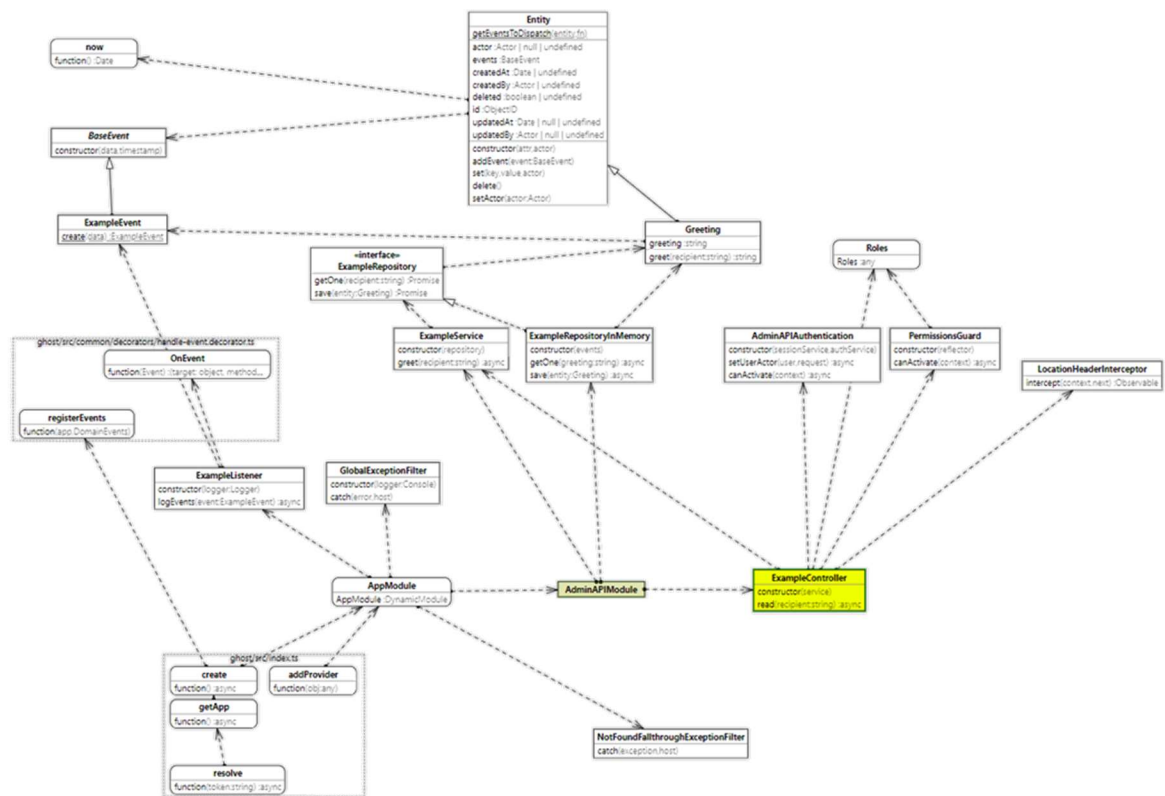 Entity
getEventsToDispatch(entity.fn)
actor :Actor | null | undefined
events :BaseEvent
createdAt :Date | undefined
createdBy :Actor | undefined
deleted :boolean | undefined
id :ObjectID
updatedAt :Date | null | undefined
updatedBy :Actor | null | undefined
constructor(attr,actor)
addEvent(event:BaseEvent)
set(key,value,actor)
delete()
setActor(actor:Actor)
now
function() :Date
BaseEvent
constructor(data,timestamp)
ExampleEvent
create(data) :ExampleEvent
Greeting
greeting :string
greet(recipient:string) :string
«interface»
ExampleRepository
getOne(recipient:string) :Promise
save(entity:Greeting) :Promise
Roles
Roles :any
ExampleService
constructor(repository)
greet(recipient:string) :async
ExampleRepositoryInMemory
constructor(events)
getOne(greeting:string) :async
save(entity:Greeting) :async
AdminAPIAuthentication
constructor(sessionService,authService)
setUserActor(user,request) :async
canActivate(context) :async
PermissionsGuard
constructor(reflector)
canActivate(context) :async
LocationHeaderInterceptor
intercept(context,next) :Observable
ghost/src/common/decorators/handle-event.decorator.ts
OnEvent
function(Event) :(target: object, method...
registerEvents
function(app,DomainEvents)
ExampleListener
constructor(logger:Logger)
logEvents(event:ExampleEvent) :async
GlobalExceptionFilter
constructor(logger:Console)
catch(error,host)
AppModule
AppModule :DynamicModule
AdminAPIModule
ExampleController
constructor(service)
read(recipient:string) :async
ghost/src/index.ts
create
function() :async
addProvider
function(obj:any)
getApp
function() :async
resolve
function(token:string) :async
NotFoundFallthroughExceptionFilter
catch(exception,host)